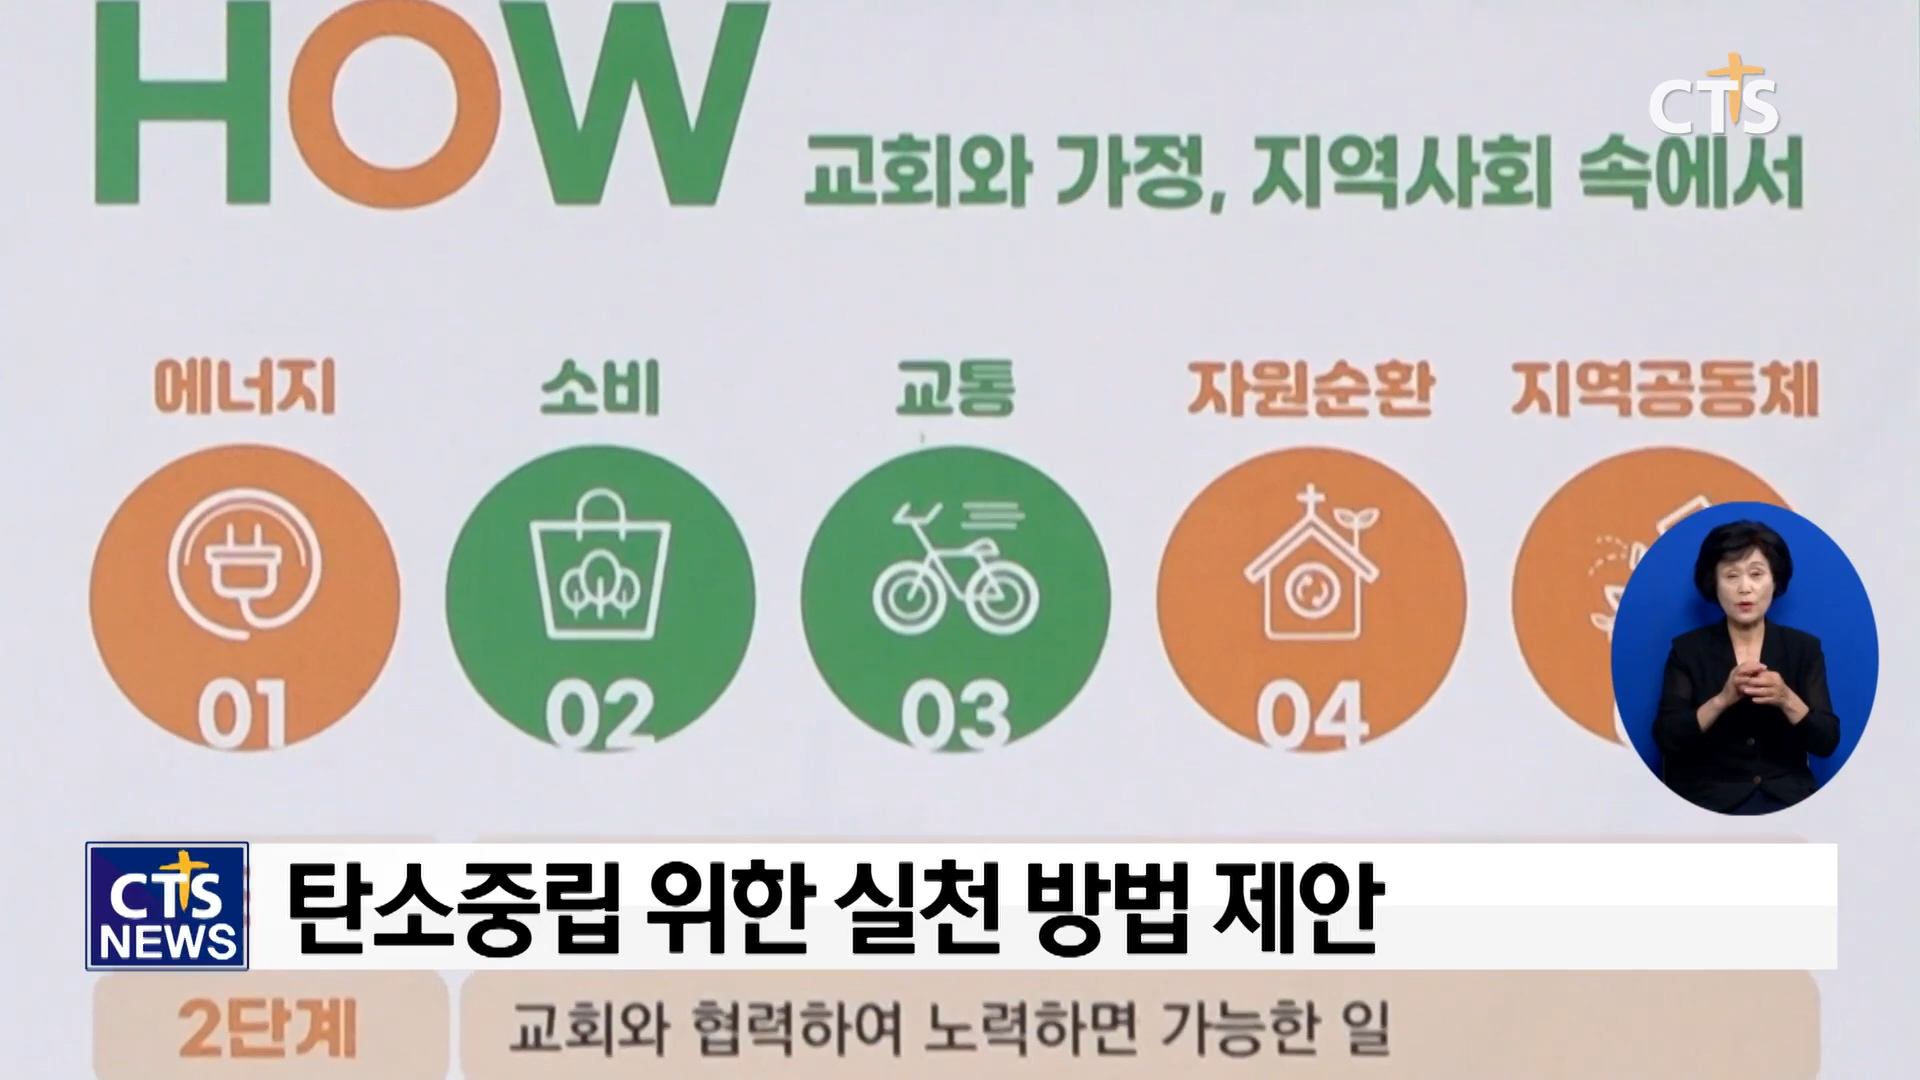 HOW 교회와 가정, 지역사회 속에서
CTS
에너지 소비 교통 자원순환 지역공동체
01 02 03 04
CTS NEWS 탄소중립 위한 실천 방법 제안
2단계 교회와 협력하여 노력하면 가능한 일